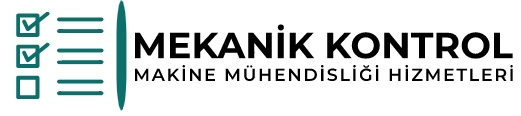 MEKANİK KONTROL
MAKİNE MÜHENDİSLİĞİ HİZMETLERİ